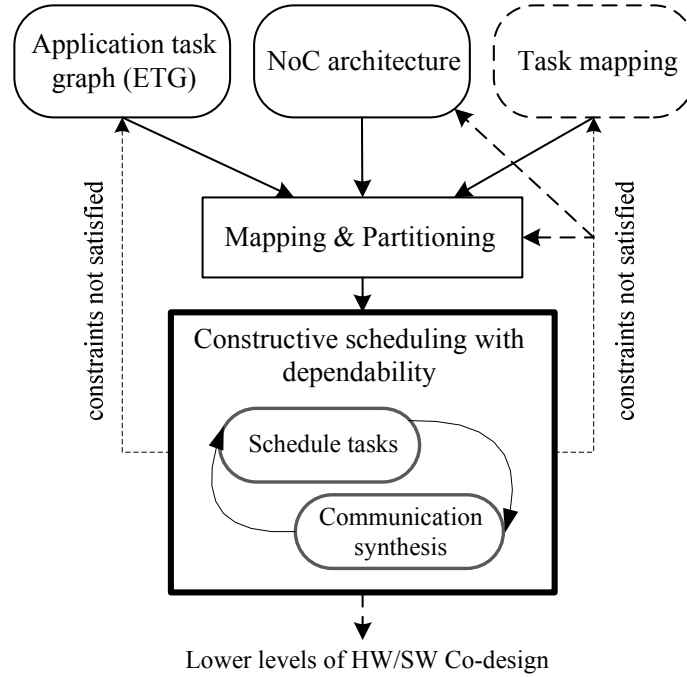 Application task
graph (ETG)
NoC architecture
Task mapping
constraints not satisfied
constraints not satisfied
Mapping & Partitioning
Constructive scheduling with
dependability
Schedule tasks
Communication
synthesis
Lower levels of HW/SW Co-design